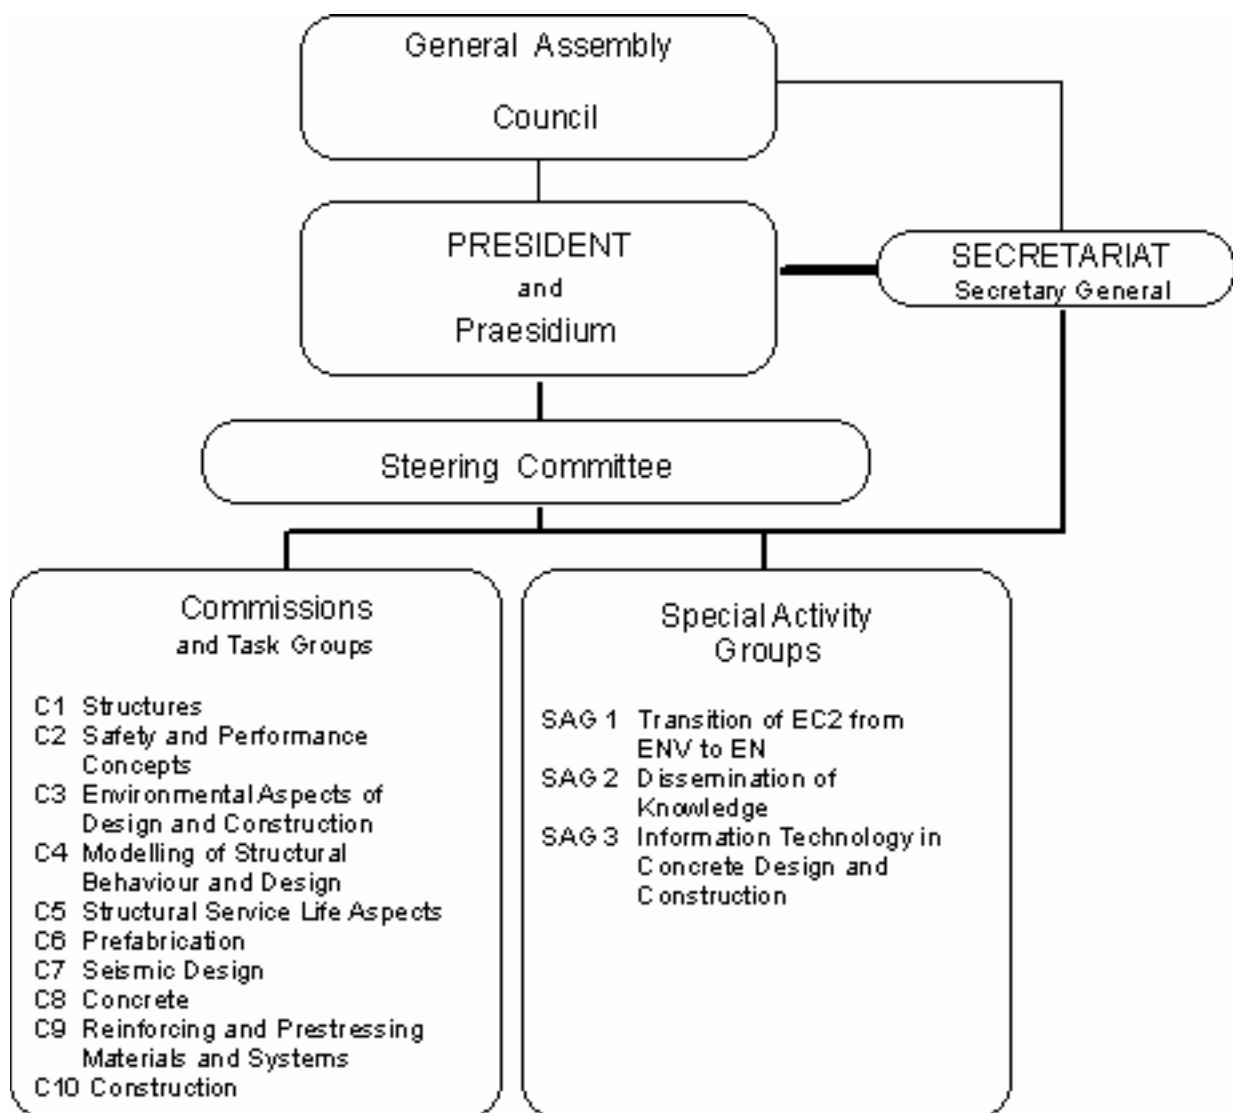 General Assembly
Council
PRESIDENT
and
Praesidium
SECRETARIAT
Secretary General
Steering Committee
Commissions
and Task Groups
C1 Structures
C2 Safety and Performance
Concepts
C3 Environmental Aspects of
Design and Construction
C4 Modelling of Structural
Behaviour and Design
C5 Structural Service Life Aspects
C6 Prefabrication
C7 Seismic Design
C8 Concrete
C9 Reinforcing and Prestressing
Materials and Systems
C10 Construction
Special Activity
Groups
SAG 1 Transition of EC2 from
ENV to EN
SAG 2 Dissemination of
Knowledge
SAG 3 Information Technology in
Concrete Design and
Construction